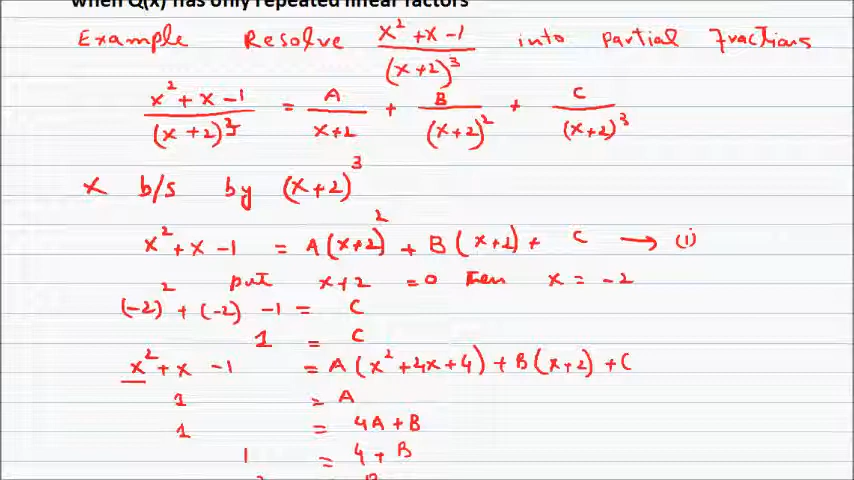 when Q(x) has only repeated linear factors
Example Resolve (x² + x - 1)/(x+2)³ into partial fractions
(x² + x - 1)/(x + 2)³ = A/(x+2) + B/(x+2)² + C/(x+2)³
x b/s by (x+2)³
x² + x - 1 = A(x+2)² + B(x+2) + C → (i)
put x+2 = 0 then x = -2
(-2)² + (-2) - 1 = C
1 = C
x² + x - 1 = A(x² + 4x + 4) + B(x+2) + C
1 = A
1 = 4A + B
1 = 4 + B